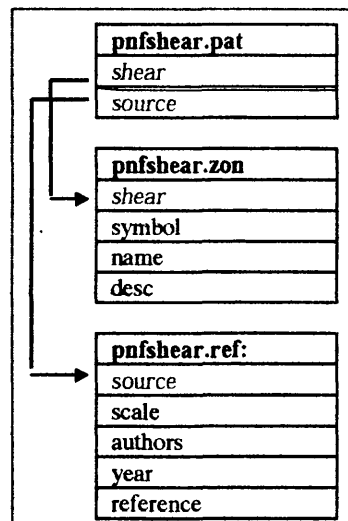 pnfshear.pat
shear
source
pnfshear.zon
shear
symbol
name
desc
pnfshear.ref:
source
scale
authors
year
reference